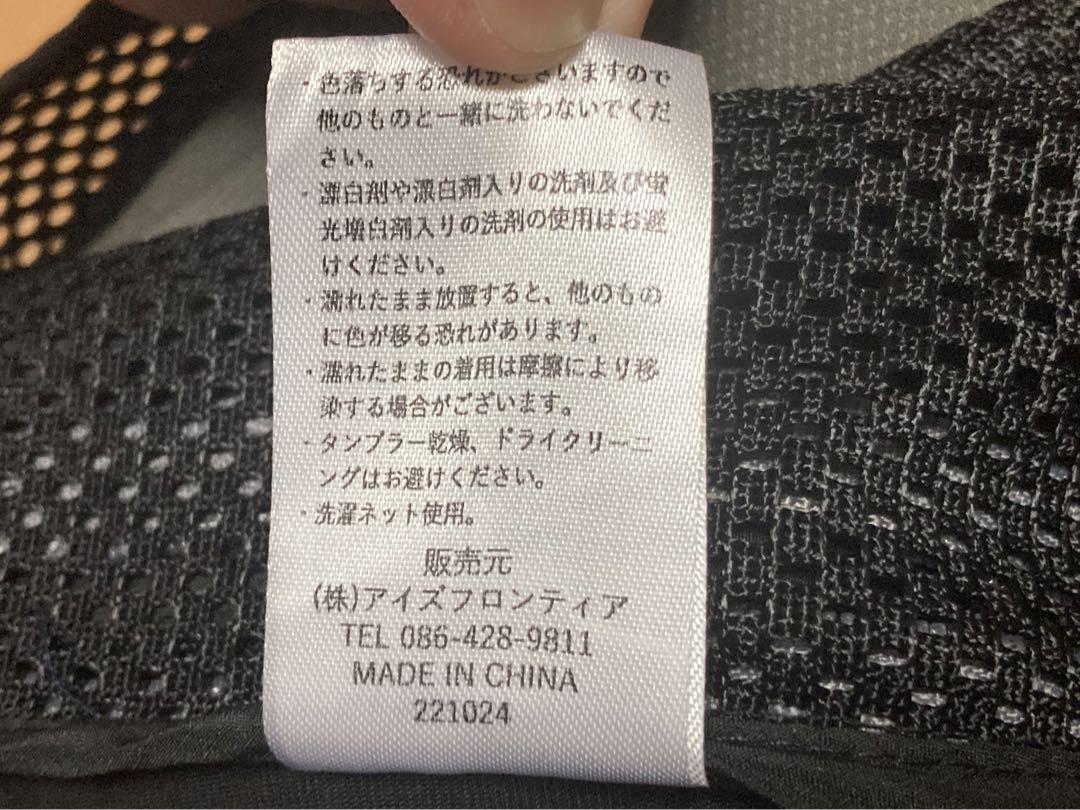 ・色落ちする恐れがございますので
他のものと一緒に洗わないでくだ
さい。
・漂白剤や漂白剤入りの洗剤及び蛍
光増白剤入りの洗剤の使用はお避
けください。
・濡れたまま放置すると、他のもの
に色が移る恐れがあります。
・濡れたままの着用は摩擦により移
染する場合がございます。
・タンブラー乾燥、ドライクリーニ
ングはお避けください。
・洗濯ネット使用。
販売元
(株)アイズフロンティア
TEL 086-428-9811
MADE IN CHINA
221024